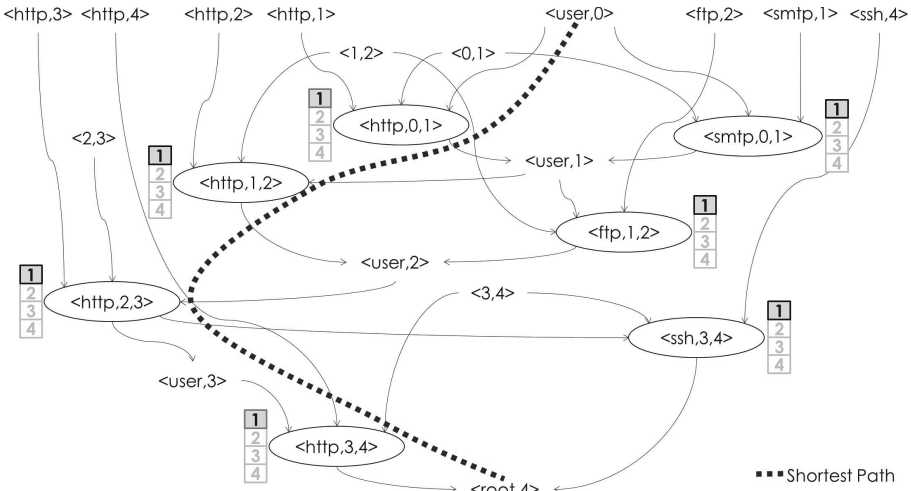 <http,3> <http,4> <http,2> <http,1> <user,0> <ftp,2> <smtp,1> <ssh,4>
<1,2> <0,1>
1
2
3
4
<http,0,1>
1
2
3
4
<smtp,0,1>
<2,3>
1
2
3
4
<http,1,2>
<user,1>
1
2
3
4
<ftp,1,2>
<user,2>
1
2
3
4
<http,2,3>
<3,4>
1
2
3
4
<ssh,3,4>
<user,3>
1
2
3
4
<http,3,4>
<root,4>
Shortest Path